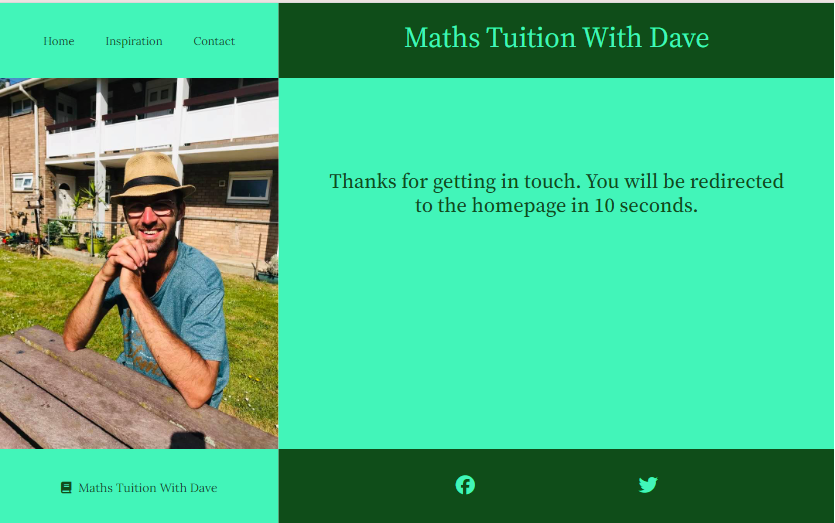 Home Inspiration Contact
Maths Tuition With Dave
Thanks for getting in touch. You will be redirected
to the homepage in 10 seconds.
Maths Tuition With Dave